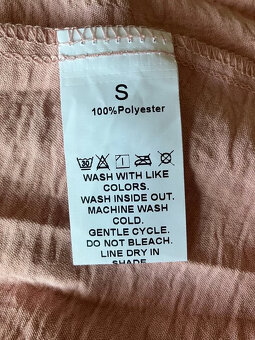 S
100%Polyester
WASH WITH LIKE
COLORS.
WASH INSIDE OUT.
MACHINE WASH
COLD.
GENTLE CYCLE.
DO NOT BLEACH.
LINE DRY IN
SHADE